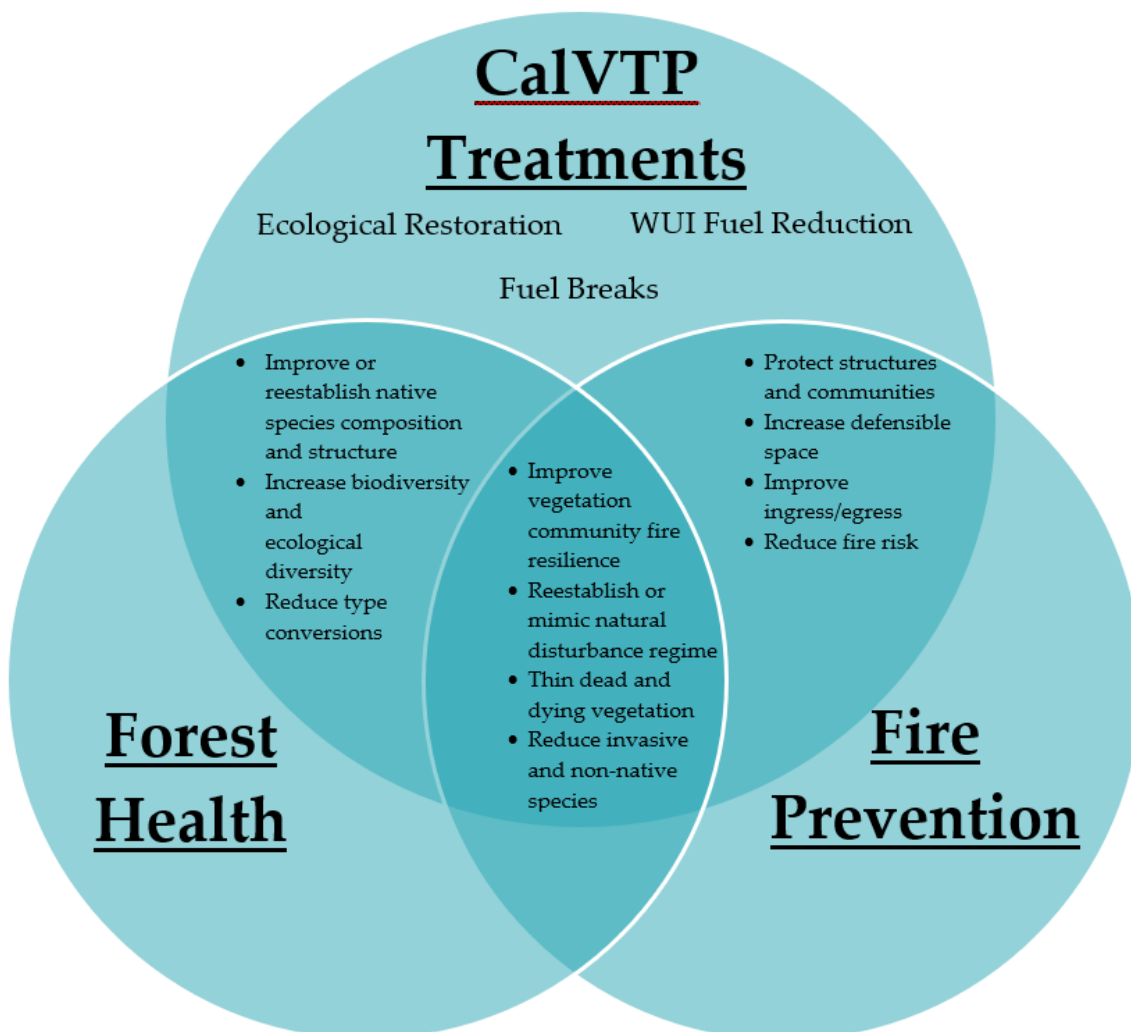 CalVTP
Treatments
Ecological Restoration
WUI Fuel Reduction
Fuel Breaks
• Improve or
reestablish native
species composition
and structure
• Increase biodiversity
and
ecological
diversity
• Reduce type
conversions
• Improve
vegetation
community fire
resilience
• Reestablish or
mimic natural
disturbance regime
• Thin dead and
dying vegetation
• Reduce invasive
and non-native
species
• Protect structures
and communities
• Increase defensible
space
• Improve
ingress/egress
• Reduce fire risk
Forest
Health
Fire
Prevention